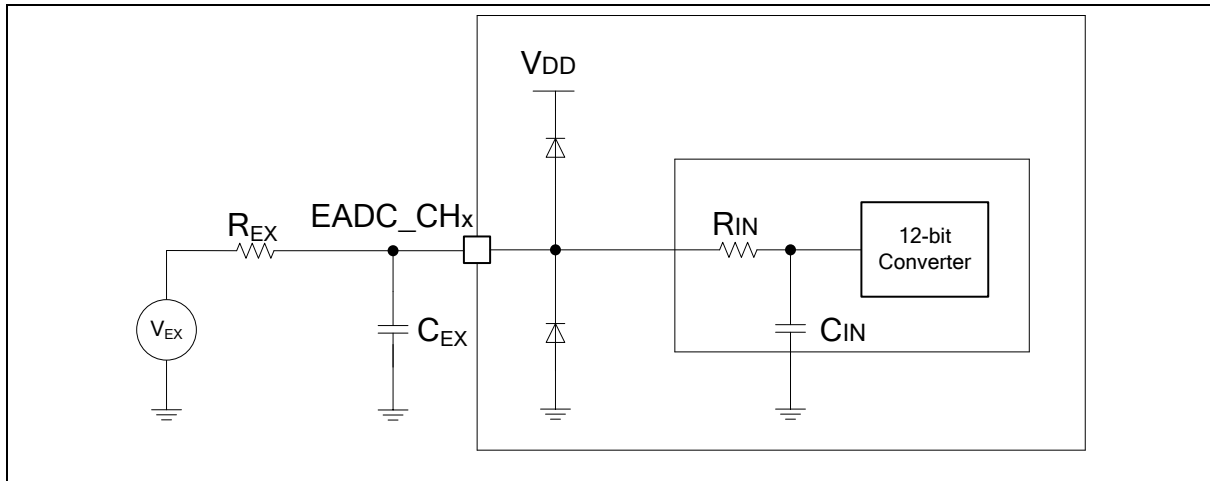 VDD
EADC_CHx
REX
RIN
12-bit
Converter
VEX
CEX
CIN